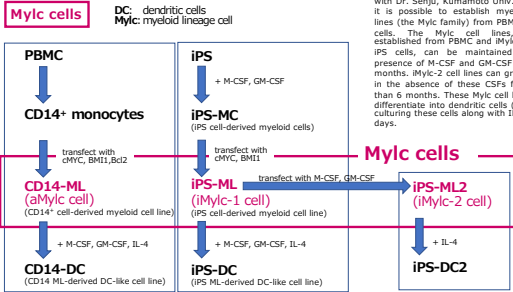 Mylc cells
DC: dendritic cells
Mylc: myeloid lineage cell
with Dr. Senju, Kumamoto Univ.
it is possible to establish mye
lines (the Mylc family) from PBM
cells. The Mylc cell lines,
established from PBMC and iMylc
iPS cells, can be maintained
presence of M-CSF and GM-CSF
months. iMylc-2 cell lines can gr
in the absence of these CSFs f
than 6 months. These Mylc cell l
differentiate into dendritic cells (
culturing these cells along with IL
days.
PBMC
CD14+ monocytes
transfect with
cMYC, BMI1,Bcl2
CD14-ML
(aMylc cell)
(CD14+ cell-derived myeloid cell line)
+ M-CSF, GM-CSF, IL-4
CD14-DC
(CD14 ML-derived DC-like cell line)
iPS
+ M-CSF, GM-CSF
iPS-MC
(iPS cell-derived myeloid cells)
transfect with
cMYC, BMI1
iPS-ML
(iMylc-1 cell)
(iPS cell-derived myeloid cell line)
+ M-CSF, GM-CSF, IL-4
iPS-DC
(iPS ML-derived DC-like cell line)
Mylc cells
transfect with M-CSF, GM-CSF
iPS-ML2
(iMylc-2 cell)
+ IL-4
iPS-DC2